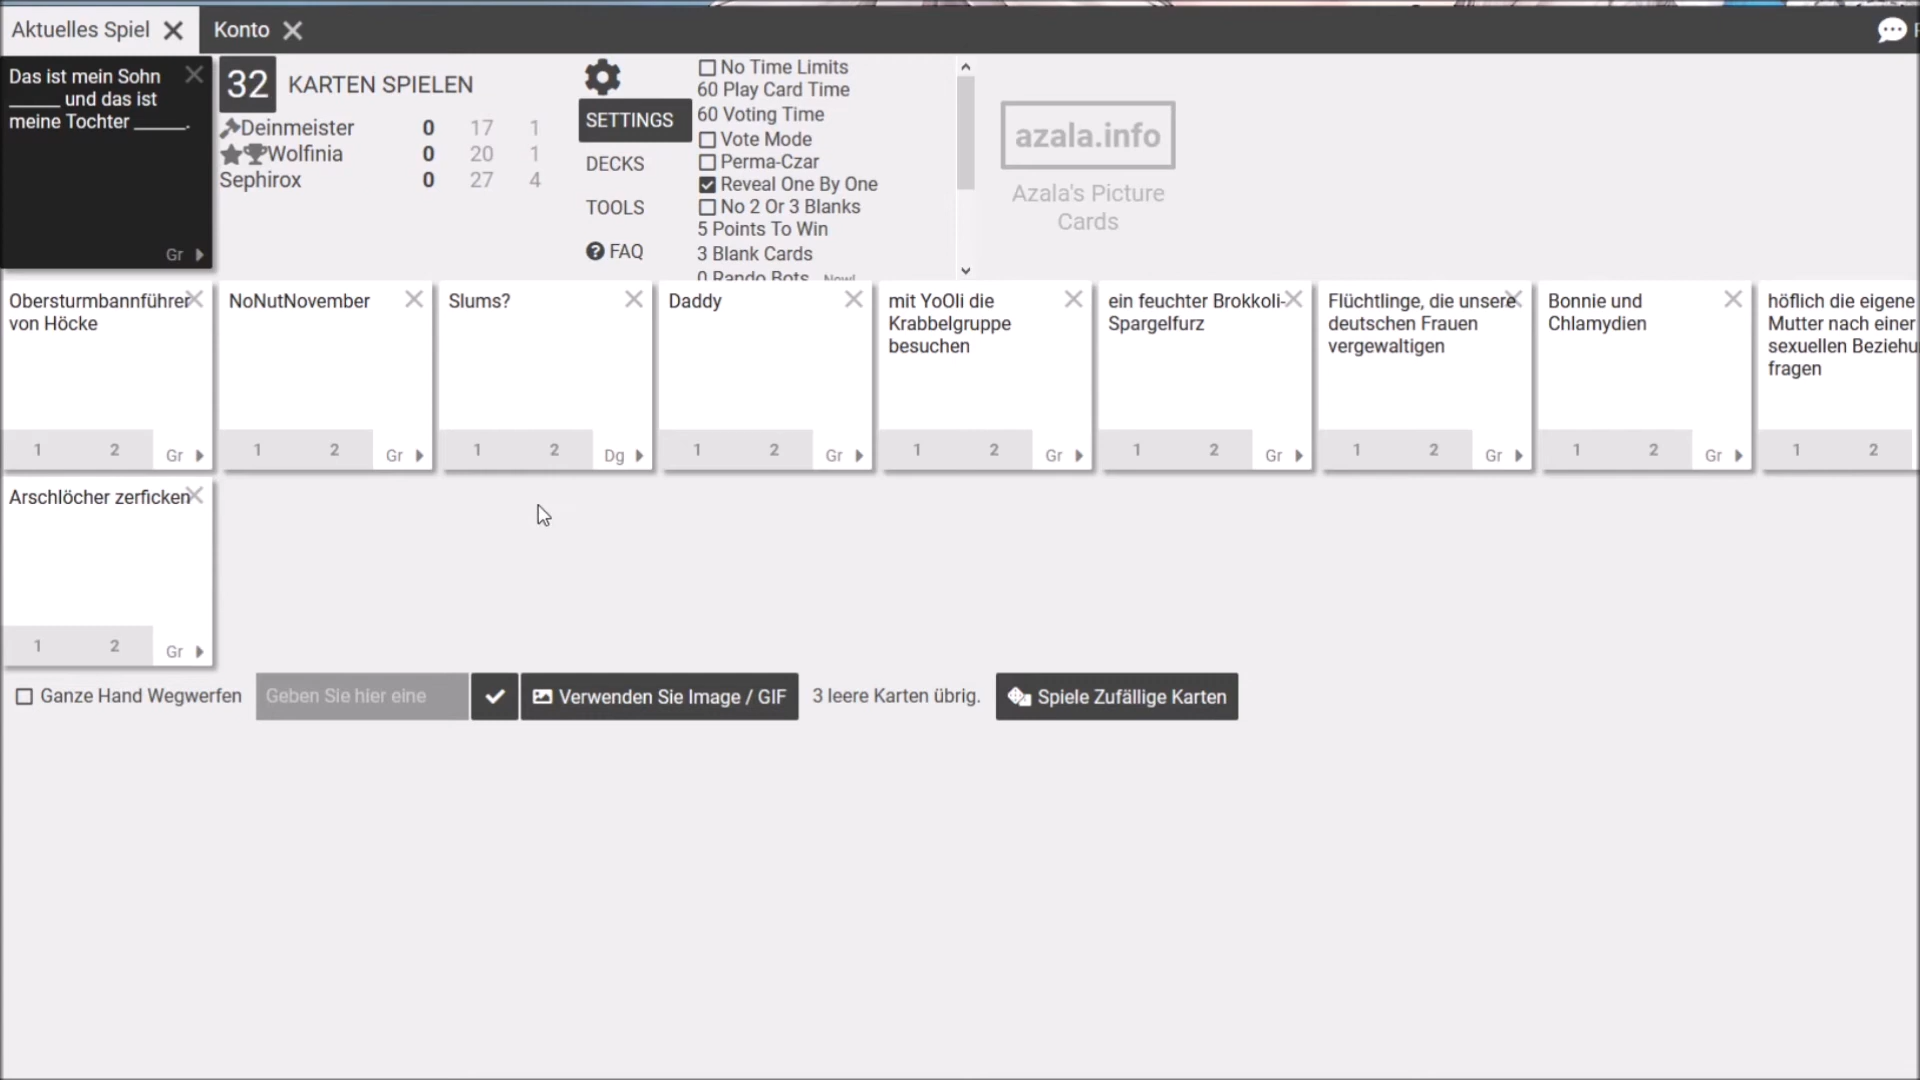 Aktuelles Spiel
Konto
Das ist mein Sohn
_____ und das ist
meine Tochter _____.
Gr
32 KARTEN SPIELEN
Deinmeister 0 17 1
Wolfinia 0 20 1
Sephirox 0 27 4
SETTINGS
DECKS
TOOLS
FAQ
No Time Limits
60 Play Card Time
60 Voting Time
Vote Mode
Perma-Czar
Reveal One By One
No 2 Or 3 Blanks
5 Points To Win
3 Blank Cards
0 Rando Bots New!
azala.info
Azala's Picture
Cards
Obersturmbannführer
von Höcke
1 2 Gr
NoNutNovember
1 2 Gr
Slums?
1 2 Dg
Daddy
1 2 Gr
mit YoOli die
Krabbelgruppe
besuchen
1 2 Gr
ein feuchter Brokkoli-
Spargelfurz
1 2 Gr
Flüchtlinge, die unsere
deutschen Frauen
vergewaltigen
1 2 Gr
Bonnie und
Chlamydien
1 2 Gr
höflich die eigene
Mutter nach einer
sexuellen Beziehu
fragen
1 2
Arschlöcher zerficken
1 2 Gr
Ganze Hand Wegwerfen
Geben Sie hier eine
Verwenden Sie Image / GIF
3 leere Karten übrig.
Spiele Zufällige Karten